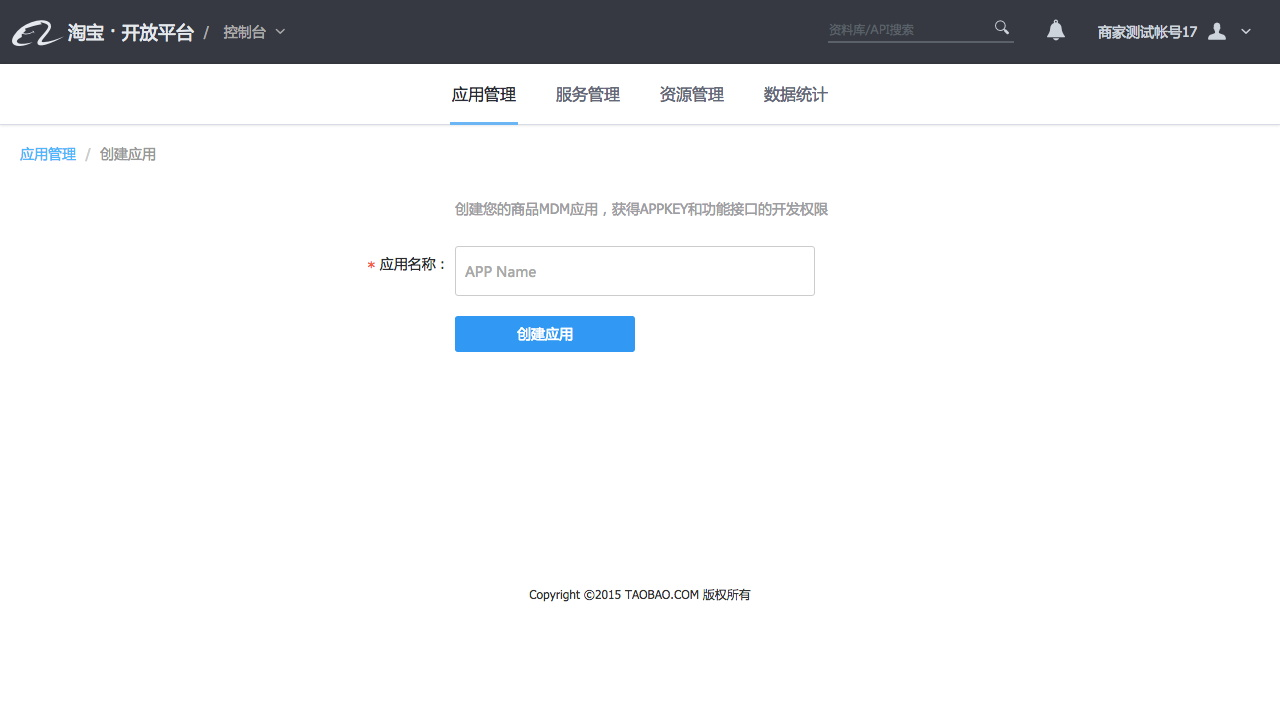 淘宝·开放平台 / 控制台
资料库/API搜索
商家测试帐号17
应用管理 服务管理 资源管理 数据统计
应用管理 / 创建应用
创建您的商品MDM应用，获得APPKEY和功能接口的开发权限
* 应用名称： APP Name
创建应用
Copyright ©2015 TAOBAO.COM 版权所有